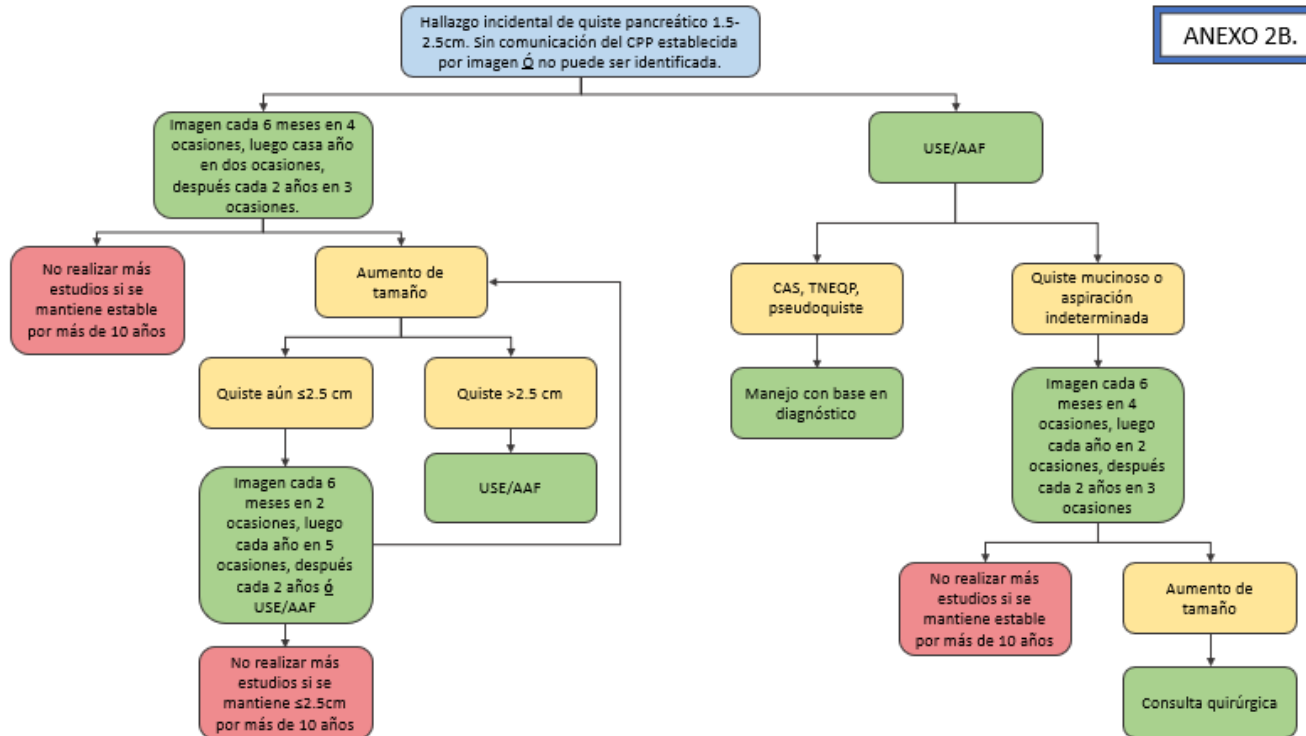 Hallazgo incidental de quiste pancreático 1.5-
2.5cm. Sin comunicación del CPP establecida
por imagen Ó no puede ser identificada.
ANEXO 2B.
Imagen cada 6 meses en 4
ocasiones, luego casa año
en dos ocasiones,
después cada 2 años en 3
ocasiones.
USE/AAF
No realizar más
estudios si se
mantiene estable
por más de 10 años
Aumento de
tamaño
CAS, TNEQP,
pseudoquiste
Quiste mucinoso o
aspiración
indeterminada
Quiste aún ≤2.5 cm
Quiste >2.5 cm
Manejo con base en
diagnóstico
Imagen cada 6
meses en 4
ocasiones, luego
cada año en 2
ocasiones, después
cada 2 años en 3
ocasiones
Imagen cada 6
meses en 2
ocasiones, luego
cada año en 5
ocasiones, después
cada 2 años ó
USE/AAF
USE/AAF
No realizar más
estudios si se
mantiene estable
por más de 10 años
Aumento de
tamaño
No realizar más
estudios si se
mantiene ≤2.5cm
por más de 10 años
Consulta quirúrgica